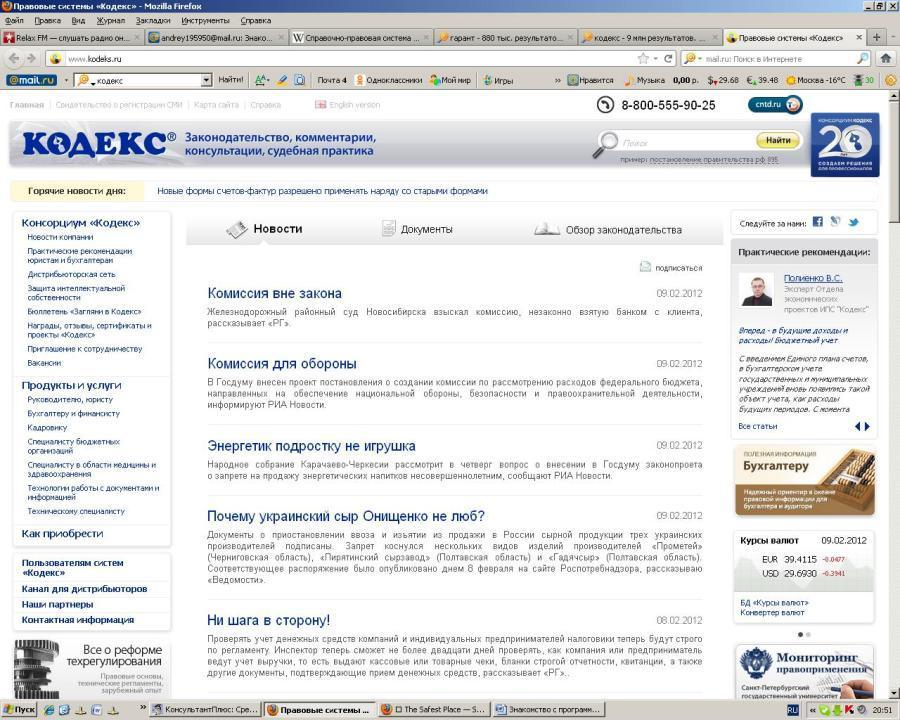 Правовые системы «Кодекс» - Mozilla Firefox
Файл Правка Вид Журнал Закладки Инструменты Справка
Relax FM — слушать радио он...
andrey195950@mail.ru: Знако...
Справочно-правовая система ...
гарант - 880 тыс. результато...
кодекс - 9 млн результатов. ...
Правовые системы «Кодекс»
www.kodeks.ru
mail.ru: Поиск в Интернете
@mail.ru кодекс Найти! Почта 4 Одноклассники Мой мир Игры Нравится Музыка 0,00 р. 29.68 39.48 Москва -16°C 30
Главная | Свидетельство о регистрации СМИ | Карта сайта | Справка English version
8-800-555-90-25
cntd.ru
КОДЕКС®
Законодательство, комментарии,
консультации, судебная практика
Поиск Найти
пример: постановление правительства рф 895
КОНСОРЦИУМ КОДЕКС
20
СОЗДАЕМ РЕШЕНИЯ
ДЛЯ ПРОФЕССИОНАЛОВ
Горячие новости дня: Новые формы счетов-фактур разрешено применять наряду со старыми формами
Консорциум «Кодекс»
Новости компании
Практические рекомендации
юристам и бухгалтерам
Дистрибьюторская сеть
Защита интеллектуальной
собственности
Бюллетень «Загляни в Кодекс»
Награды, отзывы, сертификаты и
проекты «Кодекс»
Приглашение к сотрудничеству
Вакансии
Продукты и услуги
Руководителю, юристу
Бухгалтеру и финансисту
Кадровику
Специалисту бюджетных
организаций
Специалисту в области медицины и
здравоохранения
Технологии работы с документами и
информацией
Техническому специалисту
Как приобрести
Пользователям систем
«Кодекс»
Канал для дистрибьюторов
Наши партнеры
Контактная информация
Все о реформе
техрегулирования
Правовые основы,
технические регламенты,
зарубежный опыт
Новости
Документы
Обзор законодательства
подписаться
Комиссия вне закона 09.02.2012
Железнодорожный районный суд Новосибирска взыскал комиссию, незаконно взятую банком с клиента,
рассказывает «РГ».
Комиссия для обороны 09.02.2012
В Госдуму внесен проект постановления о создании комиссии по рассмотрению расходов федерального бюджета,
направленных на обеспечение национальной обороны, безопасности и правоохранительной деятельности,
информируют РИА Новости.
Энергетик подростку не игрушка 09.02.2012
Народное собрание Карачаево-Черкесии рассмотрит в четверг вопрос о внесении в Госдуму законопроекта
о запрете на продажу энергетических напитков несовершеннолетним, сообщают РИА Новости.
Почему украинский сыр Онищенко не люб? 09.02.2012
Документы о приостановлении ввоза и изъятии из продажи в России сырной продукции трех украинских
производителей подписаны. Запрет коснулся нескольких видов изделий производителей «Прометей»
(Черниговская область), «Пирятинский сырзавод» (Полтавская область) и «Гадячсыр» (Полтавская область).
Соответствующее распоряжение было опубликовано днем 8 февраля на сайте Роспотребнадзора, рассказываю
«Ведомости».
Ни шага в сторону! 08.02.2012
Проверять учет денежных средств компаний и индивидуальных предпринимателей налоговики теперь будут строго
по регламенту. Инспектор теперь сможет не более двадцати дней проверять, как компания или предприниматель
ведут учет выручки, то есть выдают кассовые или товарные чеки, бланки строгой отчетности, квитанции, а также
другие документы, подтверждающие прием денежных средств, рассказывает «РГ»..
Следуйте за нами:
Практические рекомендации:
Полиенко В.С.
Эксперт Отдела
экономических
проектов ИПС "Кодекс"
Вперед - в будущие доходы и
расходы! Бюджетный учет
С введением Единого плана счетов,
в бухгалтерском учете
государственных и муниципальных
учреждений вновь появились такой
объект учета, как расходы
будущих периодов. С момента
Все статьи
ПОЛЕЗНАЯ ИНФОРМАЦИЯ
Бухгалтеру
Надежный ориентир в океане
правовой информации для
бухгалтера и аудитора
Курсы валют 09.02.2012
EUR 39.4115 -0.0477
USD 29.6930 -0.3941
БД «Курсы валют»
Конвертер валют
Мониторинг
правоприменения
Санкт-Петербургский
государственный университет
Пуск
КонсультантПлюс: Сре...
Правовые системы ...
The Safest Place — S...
Знакомство с програм...
RU
20:51